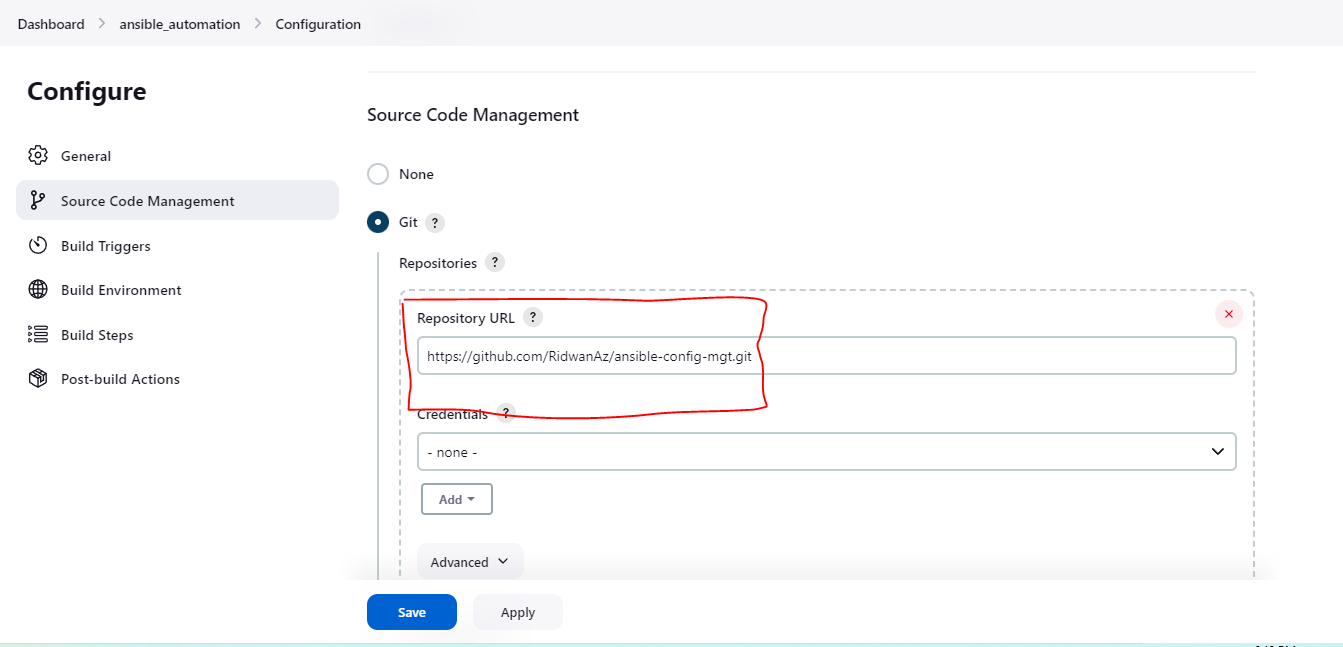 Dashboard > ansible_automation > Configuration
Configure
General
Source Code Management
Build Triggers
Build Environment
Build Steps
Post-build Actions
Source Code Management
None
Git ?
Repositories ?
Repository URL ?
https://github.com/RidwanAz/ansible-config-mgt.git
Credentials ?
- none -
Add
Advanced
Save
Apply